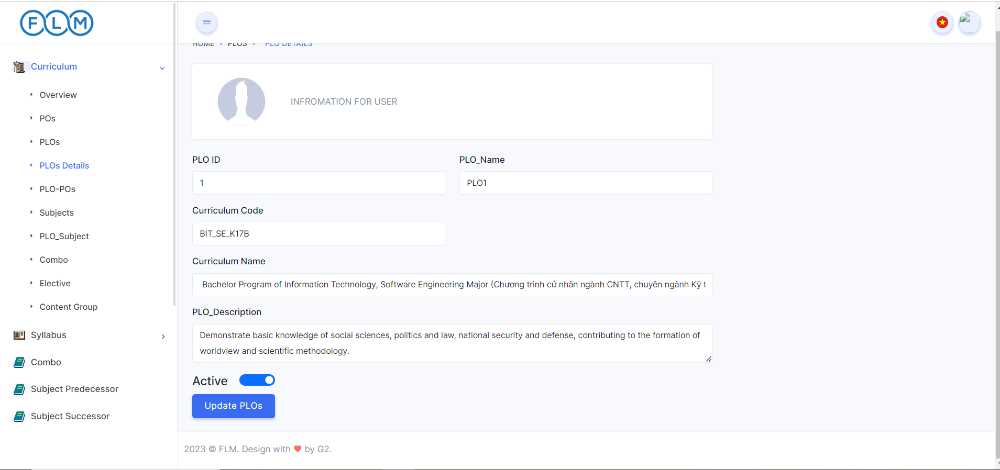 FLM
HOME > PLOS > PLO DETAILS
Curriculum
Overview
POs
PLOs
PLOs Details
PLO-POs
Subjects
PLO_Subject
Combo
Elective
Content Group
Syllabus
Combo
Subject Predecessor
Subject Successor
INFROMATION FOR USER
PLO ID
PLO_Name
1
PLO1
Curriculum Code
BIT_SE_K17B
Curriculum Name
Bachelor Program of Information Technology, Software Engineering Major (Chương trình cử nhân ngành CNTT, chuyên ngành Kỹ t
PLO_Description
Demonstrate basic knowledge of social sciences, politics and law, national security and defense, contributing to the formation of
worldview and scientific methodology.
Active
Update PLOs
2023 © FLM. Design with ❤ by G2.